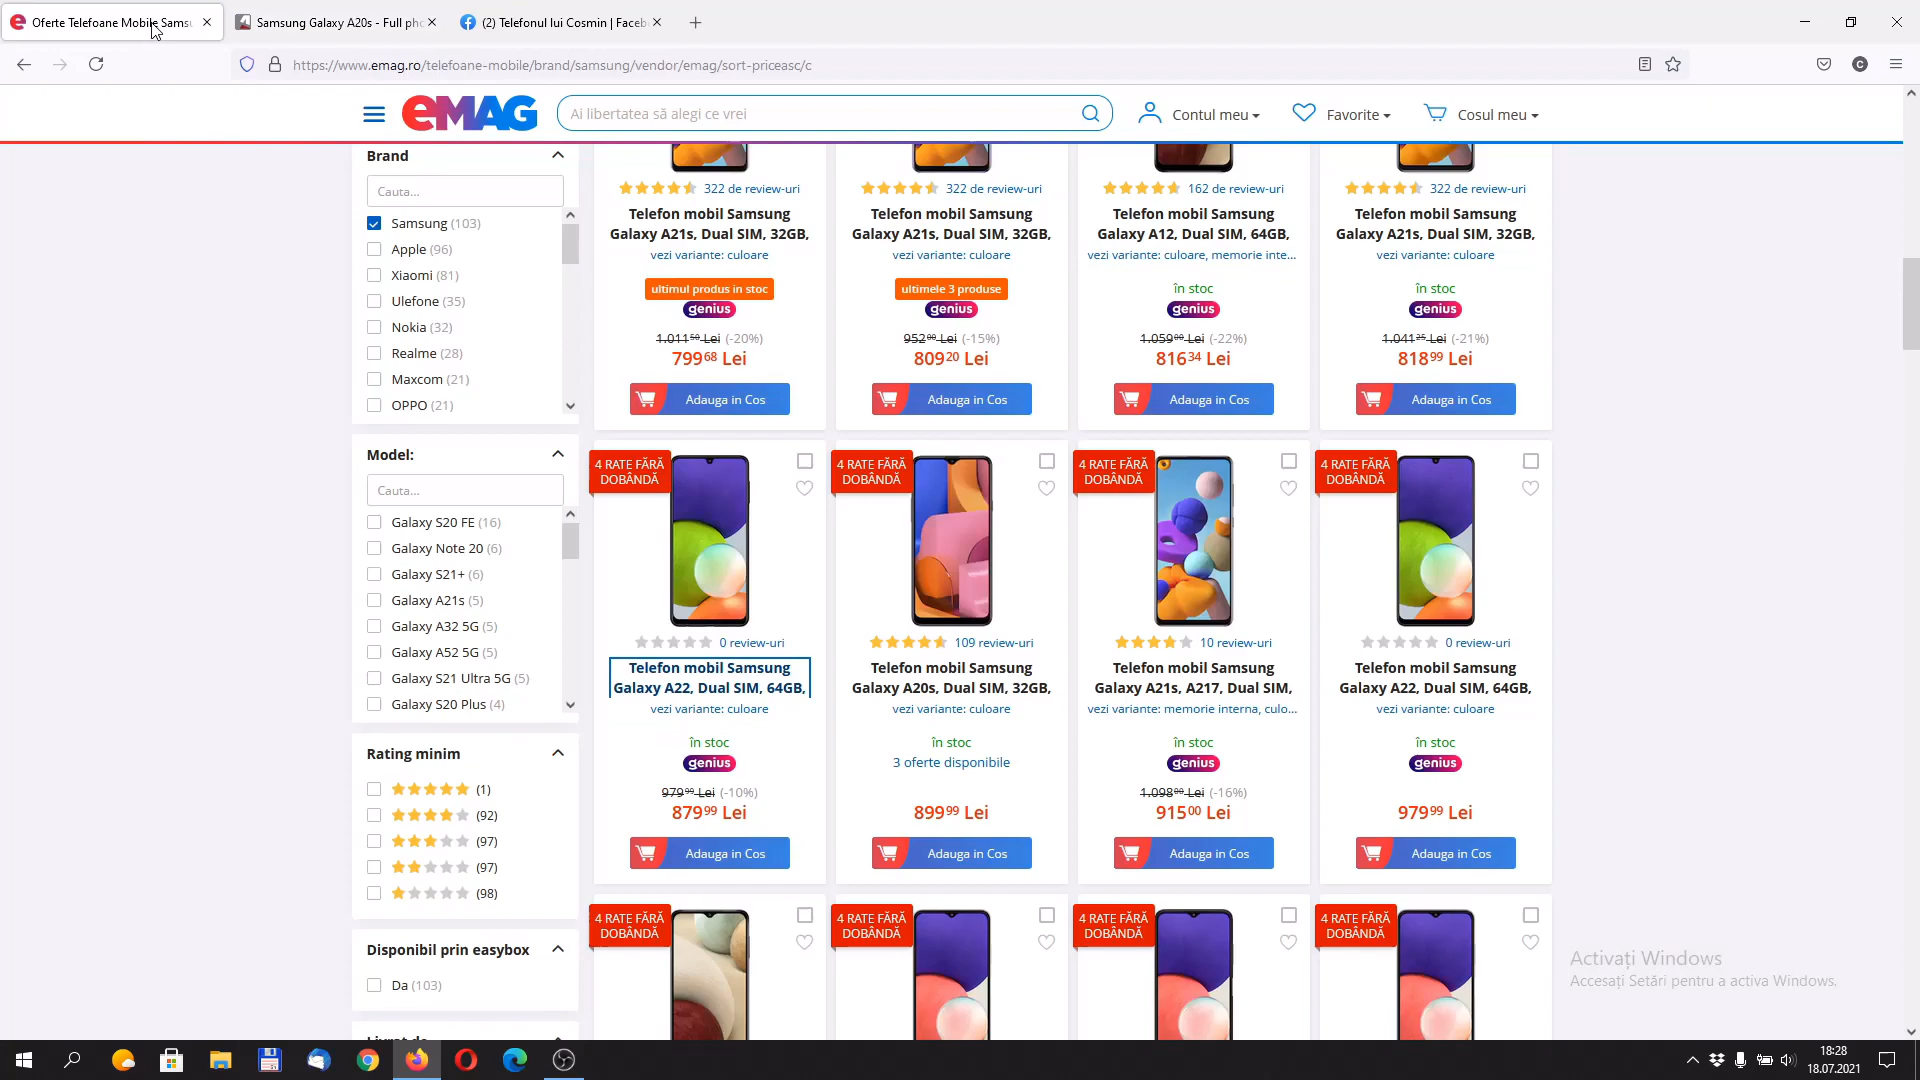 Oferte Telefoane Mobile Samsu
Samsung Galaxy A20s - Full pho
(2) Telefonul lui Cosmin | Faceb
https://www.emag.ro/telefoane-mobile/brand/samsung/vendor/emag/sort-priceasc/c
C
eMAG
Ai libertatea să alegi ce vrei
Contul meu
Favorite
Cosul meu
Brand
Cauta...
Samsung (103)
Apple (96)
Xiaomi (81)
Ulefone (35)
Nokia (32)
Realme (28)
Maxcom (21)
OPPO (21)
Model:
Cauta...
Galaxy S20 FE (16)
Galaxy Note 20 (6)
Galaxy S21+ (6)
Galaxy A21s (5)
Galaxy A32 5G (5)
Galaxy A52 5G (5)
Galaxy S21 Ultra 5G (5)
Galaxy S20 Plus (4)
Rating minim
(1)
(92)
(97)
(97)
(98)
Disponibil prin easybox
Da (103)
322 de review-uri
Telefon mobil Samsung
Galaxy A21s, Dual SIM, 32GB,
vezi variante: culoare
ultimul produs in stoc
genius
1.011⁵⁰ Lei (-20%)
799⁶⁸ Lei
Adauga in Cos
322 de review-uri
Telefon mobil Samsung
Galaxy A21s, Dual SIM, 32GB,
vezi variante: culoare
ultimele 3 produse
genius
952⁰⁰ Lei (-15%)
809²⁰ Lei
Adauga in Cos
162 de review-uri
Telefon mobil Samsung
Galaxy A12, Dual SIM, 64GB,
vezi variante: culoare, memorie inte...
în stoc
genius
1.059⁰⁰ Lei (-22%)
816³⁴ Lei
Adauga in Cos
322 de review-uri
Telefon mobil Samsung
Galaxy A21s, Dual SIM, 32GB,
vezi variante: culoare
în stoc
genius
1.041²⁵ Lei (-21%)
818⁹⁹ Lei
Adauga in Cos
4 RATE FĂRĂ
DOBÂNDĂ
0 review-uri
Telefon mobil Samsung
Galaxy A22, Dual SIM, 64GB,
vezi variante: culoare
în stoc
genius
979⁹⁹ Lei (-10%)
879⁹⁹ Lei
Adauga in Cos
4 RATE FĂRĂ
DOBÂNDĂ
109 review-uri
Telefon mobil Samsung
Galaxy A20s, Dual SIM, 32GB,
vezi variante: culoare
în stoc
3 oferte disponibile
899⁹⁹ Lei
Adauga in Cos
4 RATE FĂRĂ
DOBÂNDĂ
10 review-uri
Telefon mobil Samsung
Galaxy A21s, A217, Dual SIM,
vezi variante: memorie interna, culo...
în stoc
genius
1.098⁰⁰ Lei (-16%)
915⁰⁰ Lei
Adauga in Cos
4 RATE FĂRĂ
DOBÂNDĂ
0 review-uri
Telefon mobil Samsung
Galaxy A22, Dual SIM, 64GB,
vezi variante: culoare
în stoc
genius
979⁹⁹ Lei
Adauga in Cos
4 RATE FĂRĂ
DOBÂNDĂ
4 RATE FĂRĂ
DOBÂNDĂ
4 RATE FĂRĂ
DOBÂNDĂ
4 RATE FĂRĂ
DOBÂNDĂ
Activați Windows
Accesați Setări pentru a activa Windows.
18:28
18.07.2021